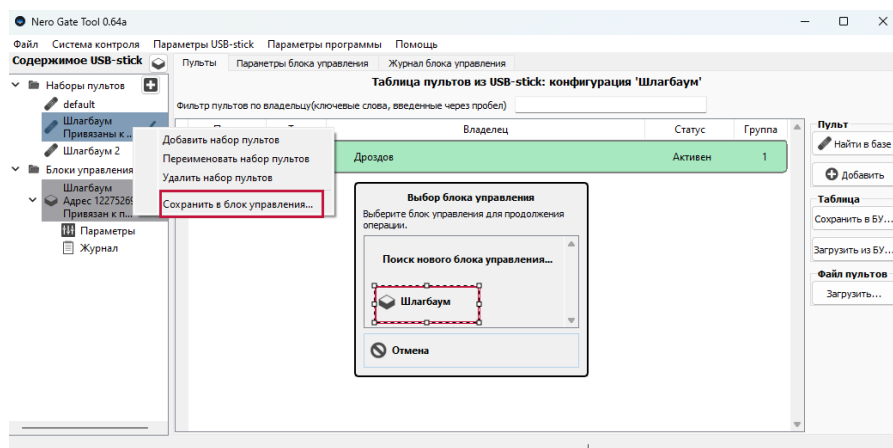 Nero Gate Tool 0.64a
Файл Система контроля Параметры USB-stick Параметры программы Помощь
Содержимое USB-stick
Пульты Параметры блока управления Журнал блока управления
Наборы пультов
default
Шлагбаум
Привязаны к ...
Шлагбаум 2
Блоки управления
Шлагбаум
Адрес 12275269
Привязан к п...
Параметры
Журнал
Добавить набор пультов
Переименовать набор пультов
Удалить набор пультов
Сохранить в блок управления...
Таблица пультов из USB-stick: конфигурация 'Шлагбаум'
Фильтр пультов по владельцу(ключевые слова, введенные через пробел)
Владелец Статус Группа
Дроздов Активен 1
Выбор блока управления
Выберите блок управления для продолжения
операции.
Поиск нового блока управления...
Шлагбаум
Отмена
Пульт
Найти в базе
Добавить
Таблица
Сохранить в БУ...
Загрузить из БУ...
Файл пультов
Загрузить...